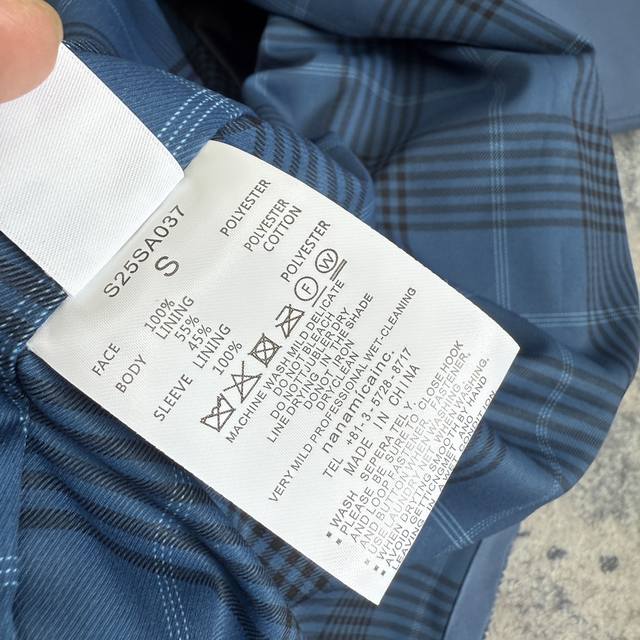 S25SA037
S
FACE 100% POLYESTER
BODY LINING
55% POLYESTER
45% COTTON
SLEEVE LINING
100% POLYESTER
MACHINE WASH MILD DELICATE
DO NOT BLEACH
DO NOT TUMBLE DRY
LINE DRYING IN THE SHADE
DO NOT IRON
DRYCLEAN
VERY MILD PROFESSIONAL WET-CLEANING
nanamica inc.
TEL +81-3-5728-8717
MADE IN CHINA
• WASH SEPARATELY.
• PLEASE BE SURE TO CLOSE HOOK
AND LOOP FASTENER, FASTENER,
AND BUTTON WHEN WASHING.